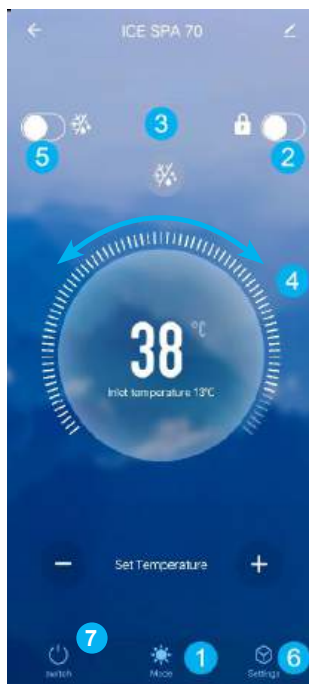 ICE SPA 70
3
5
2
4
38 °C
Inlet temperature 13°C
− Set Temperature +
7
1
6
switch Mode Settings